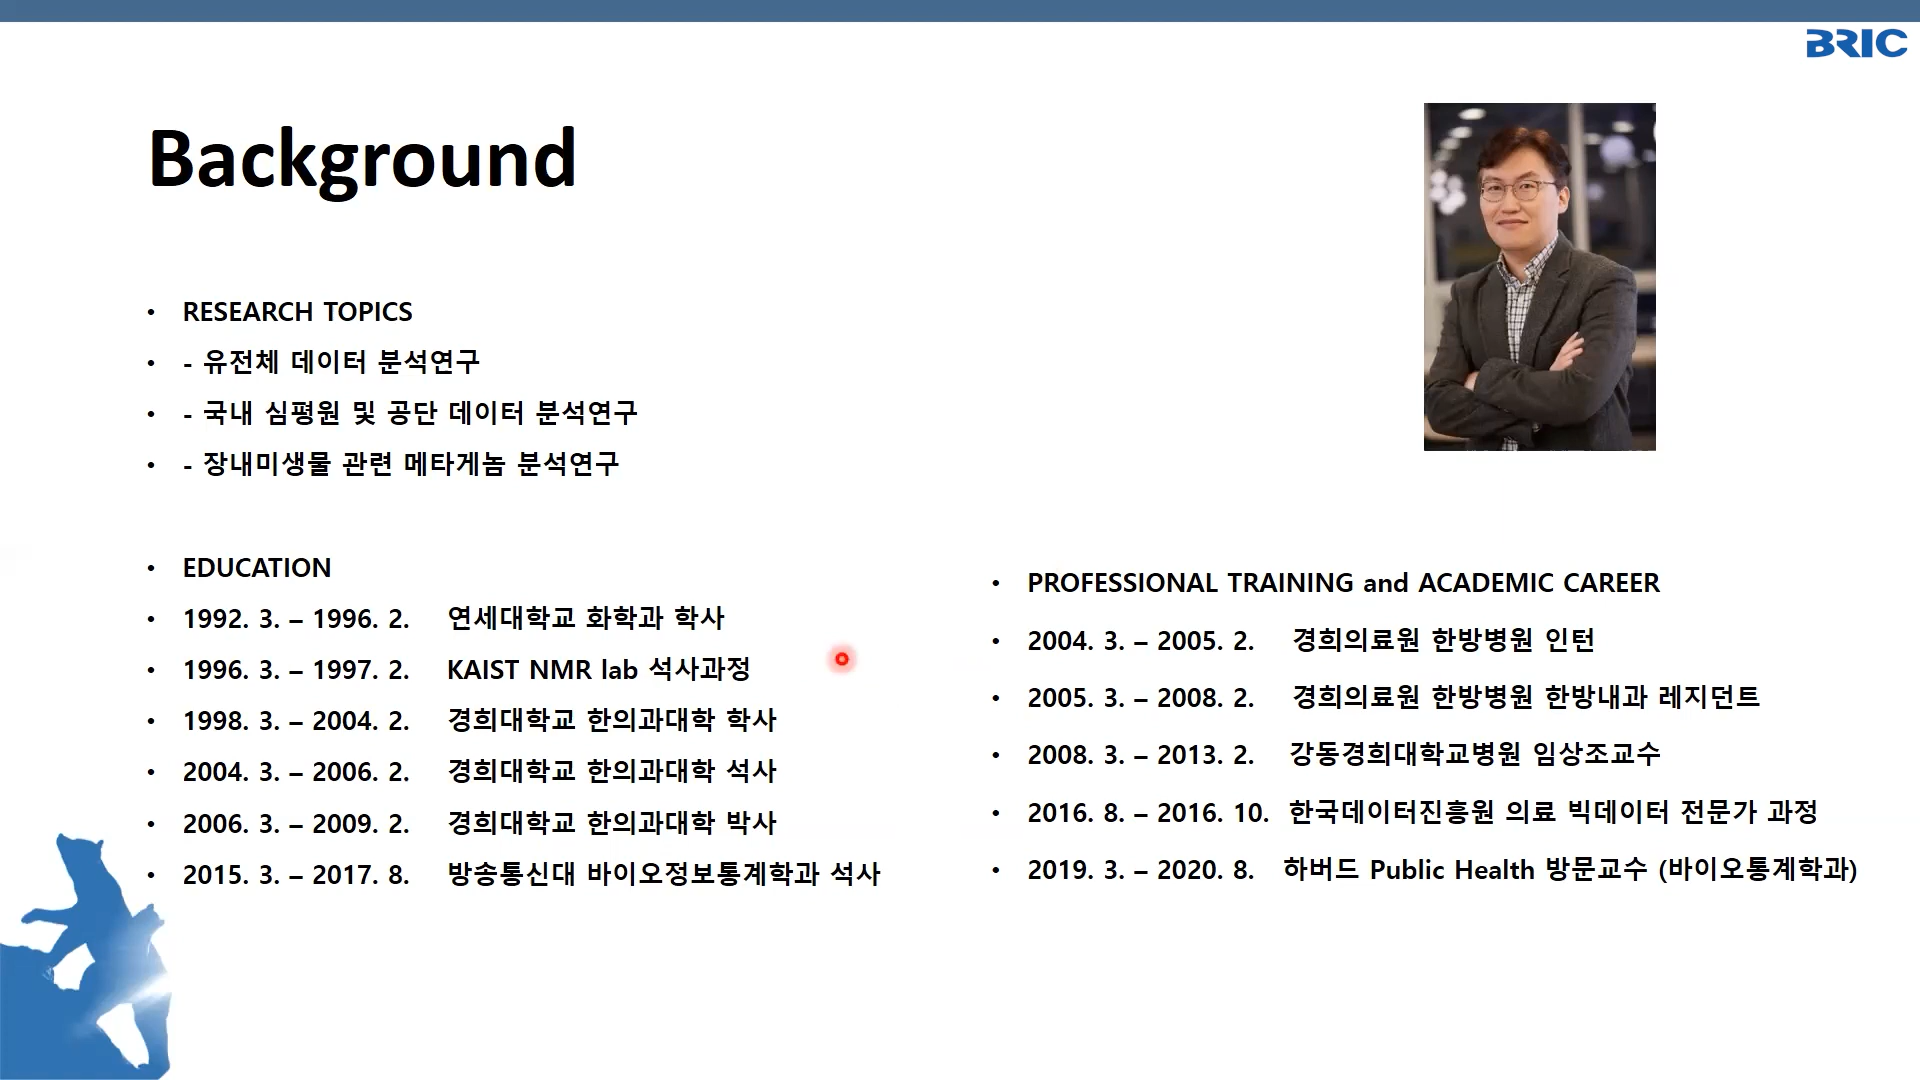 BRIC
Background
• RESEARCH TOPICS
• - 유전체 데이터 분석연구
• - 국내 심평원 및 공단 데이터 분석연구
• - 장내미생물 관련 메타게놈 분석연구
• EDUCATION
• 1992. 3. – 1996. 2. 연세대학교 화학과 학사
• 1996. 3. – 1997. 2. KAIST NMR lab 석사과정
• 1998. 3. – 2004. 2. 경희대학교 한의과대학 학사
• 2004. 3. – 2006. 2. 경희대학교 한의과대학 석사
• 2006. 3. – 2009. 2. 경희대학교 한의과대학 박사
• 2015. 3. – 2017. 8. 방송통신대 바이오정보통계학과 석사
• PROFESSIONAL TRAINING and ACADEMIC CAREER
• 2004. 3. – 2005. 2. 경희의료원 한방병원 인턴
• 2005. 3. – 2008. 2. 경희의료원 한방병원 한방내과 레지던트
• 2008. 3. – 2013. 2. 강동경희대학교병원 임상조교수
• 2016. 8. – 2016. 10. 한국데이터진흥원 의료 빅데이터 전문가 과정
• 2019. 3. – 2020. 8. 하버드 Public Health 방문교수 (바이오통계학과)